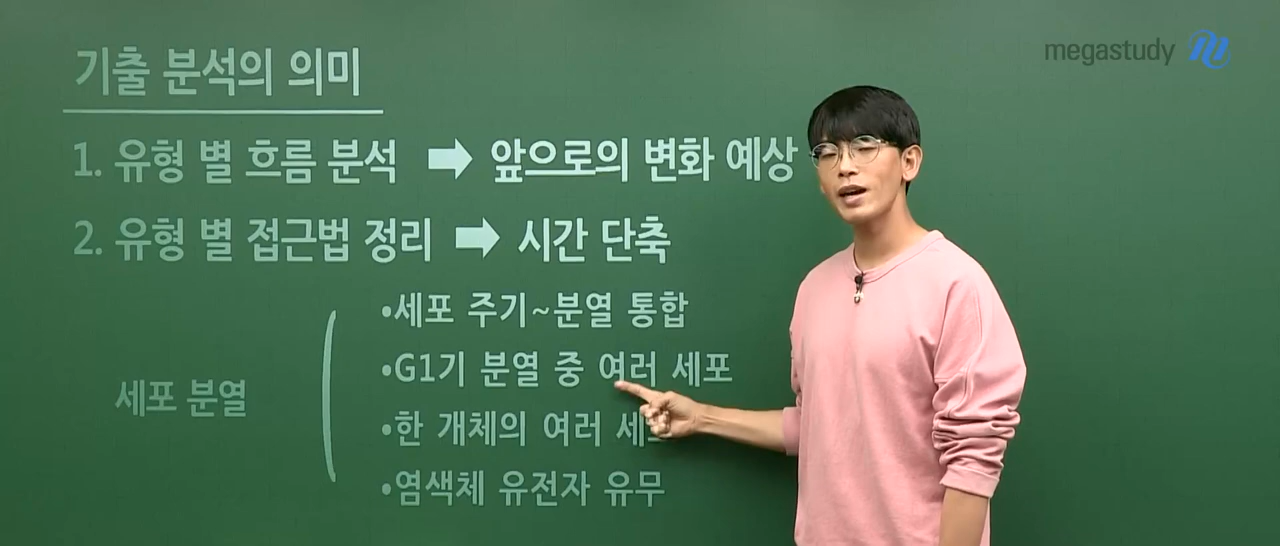 megastudy
기출 분석의 의미
1. 유형 별 흐름 분석 ➡ 앞으로의 변화 예상
2. 유형 별 접근법 정리 ➡ 시간 단축
세포 분열
•세포 주기~분열 통합
•G1기 분열 중 여러 세포
•한 개체의 여러 세
•염색체 유전자 유무